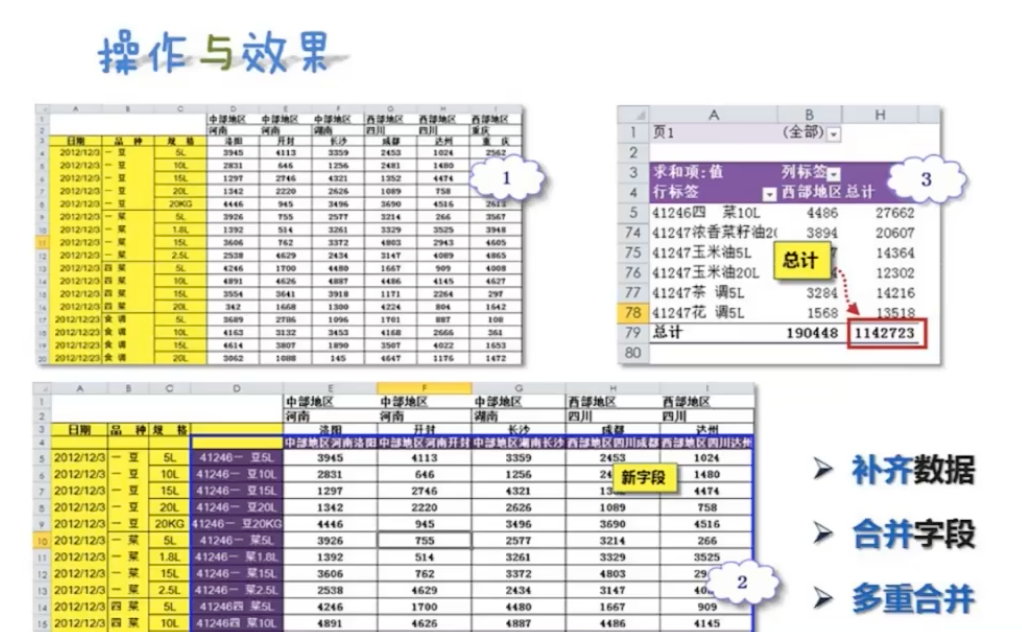 操作与效果
A B C D E F G H I
1 中部地区 中部地区 中部地区 西部地区 西部地区 西部地区
2 河南 河南 湖南 四川 四川 重庆
3 日期 品 种 规 格 洛阳 开封 长沙 成都 达州 重 庆
4 2012/12/3 一 豆 5L 3945 4113 3359 2453 1024 2562
5 2012/12/3 一 豆 10L 2831 646 1256 2481 1480
6 2012/12/3 一 豆 15L 1297 2746 4321 1352 4474
7 2012/12/3 一 豆 20L 1342 2220 2626 1089 758
8 2012/12/3 一 豆 20KG 4446 945 3496 3690 4516 2613
9 2012/12/3 一 菜 5L 3926 755 2577 3214 266 3567
10 2012/12/3 一 菜 1.8L 1392 514 3261 3329 3525 3948
11 2012/12/3 一 菜 15L 3606 762 3372 4803 2943 4605
12 2012/12/3 一 菜 2.5L 2538 4629 2434 3147 4089 4865
13 2012/12/3 四 菜 5L 4246 1700 4480 1667 909 4008
14 2012/12/3 四 菜 10L 4891 4626 4887 4486 4145 4627
15 2012/12/3 四 菜 15L 3554 3641 3918 1171 2264 297
16 2012/12/3 四 菜 20L 342 1668 1300 4224 804 1642
17 2012/12/23 食 调 5L 3689 2786 1096 1701 887 108
18 2012/12/23 食 调 10L 4163 3132 3453 4168 2666 361
19 2012/12/23 食 调 15L 4614 3807 1890 3507 4022 1653
20 2012/12/23 食 调 20L 3062 1088 145 4647 1176 1472
1
A B H
1 页1 (全部)
2
3 求和项:值 列标签
4 行标签 西部地区 总计
5 41246四 菜10L 4486 27662
74 41247浓香菜籽油20 3894 20607
75 41247玉米油5L 14364
76 41247玉米油20L 12302
77 41247茶 调5L 3284 14216
78 41247花 调5L 1568 13518
79 总计 190448 1142723
80
总计
3
A B C D E F G H I
1 中部地区 中部地区 中部地区 西部地区 西部地区
2 河南 河南 湖南 四川 四川
3 日期 品 种 规 格 洛阳 开封 长沙 成都 达州
4 中部地区河南洛阳 中部地区河南开封 中部地区湖南长沙 西部地区四川成都 西部地区四川达州
5 2012/12/3 一 豆 5L 41246一 豆5L 3945 4113 3359 2453 1024
6 2012/12/3 一 豆 10L 41246一 豆10L 2831 646 1256 1480
7 2012/12/3 一 豆 15L 41246一 豆15L 1297 2746 4321 4474
8 2012/12/3 一 豆 20L 41246一 豆20L 1342 2220 2626 1089 758
9 2012/12/3 一 豆 20KG 41246一 豆20KG 4446 945 3496 3690 4516
10 2012/12/3 一 菜 5L 41246一 菜5L 3926 755 2577 3214 266
11 2012/12/3 一 菜 1.8L 41246一 菜1.8L 1392 514 3261 3329 3525
12 2012/12/3 一 菜 15L 41246一 菜15L 3606 762 3372 4803
13 2012/12/3 一 菜 2.5L 41246一 菜2.5L 2538 4629 2434 3147
14 2012/12/3 四 菜 5L 41246四 菜5L 4246 1700 4480 1667 909
15 2012/12/3 四 菜 10L 41246四 菜10L 4891 4626 4887 4486 4145
新字段
2
补齐数据
合并字段
多重合并